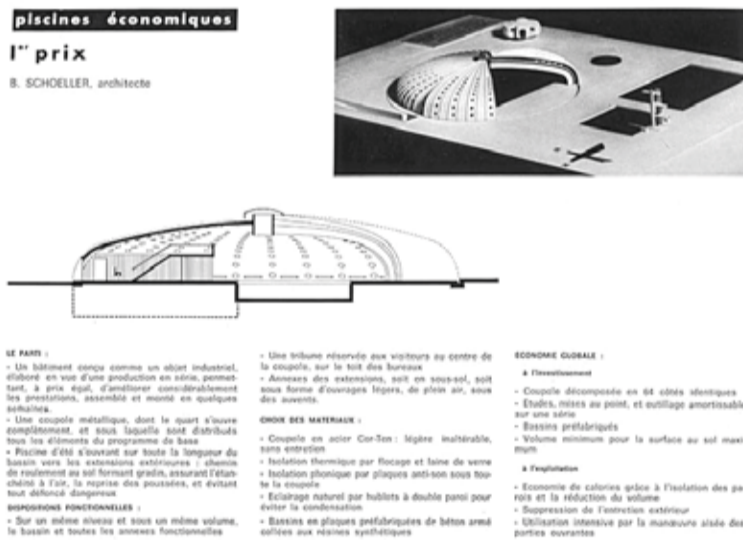 piscines économiques
1er prix
B. SCHOELLER, architecte
LE PARTI :
- Un bâtiment conçu comme un objet industriel,
élaboré en vue d'une production en série, permet-
tant, à prix égal, d'améliorer considérablement
les prestations, assemblé et monté en quelques
semaines.
- Une coupole métallique, dont le quart s'ouvre
complètement, et sous laquelle sont distribués
tous les éléments du programme de base
- Piscine d'été s'ouvrant sur toute la longueur du
bassin vers les extensions extérieures : chemin
de roulement au sol formant gradin, assurant l'étan-
chéité à l'air, la reprise des poussées, et évitant
tout défoncé dangereux
DISPOSITIONS FONCTIONNELLES :
- Sur un même niveau et sous un même volume,
le bassin et toutes les annexes fonctionnelles
- Une tribune réservée aux visiteurs au centre de
la coupole, sur le toit des bureaux
- Annexes des extensions, soit en sous-sol, soit
sous forme d'ouvrages légers, de plein air, sous
des auvents.
CHOIX DES MATERIAUX :
- Coupole en acier Cor-Ten : légère inaltérable,
sans entretien
- Isolation thermique par flocage et laine de verre
- Isolation phonique par plaques anti-son sous tou-
te la coupole
- Eclairage naturel par hublots à double paroi pour
éviter la condensation
- Bassins en plaques préfabriquées de béton armé
collées aux résines synthétiques
ECONOMIE GLOBALE :
à l'investissement
- Coupole décomposée en 64 côtés identiques
- Etudes, mises au point, et outillage amortissable
sur une série
- Bassins préfabriqués
- Volume minimum pour la surface au sol maxi-
mum
à l'exploitation
- Economie de calories grâce à l'isolation des pa-
rois et la réduction du volume
- Suppression de l'entretien extérieur
- Utilisation intensive par la manœuvre aisée des
parties ouvrantes